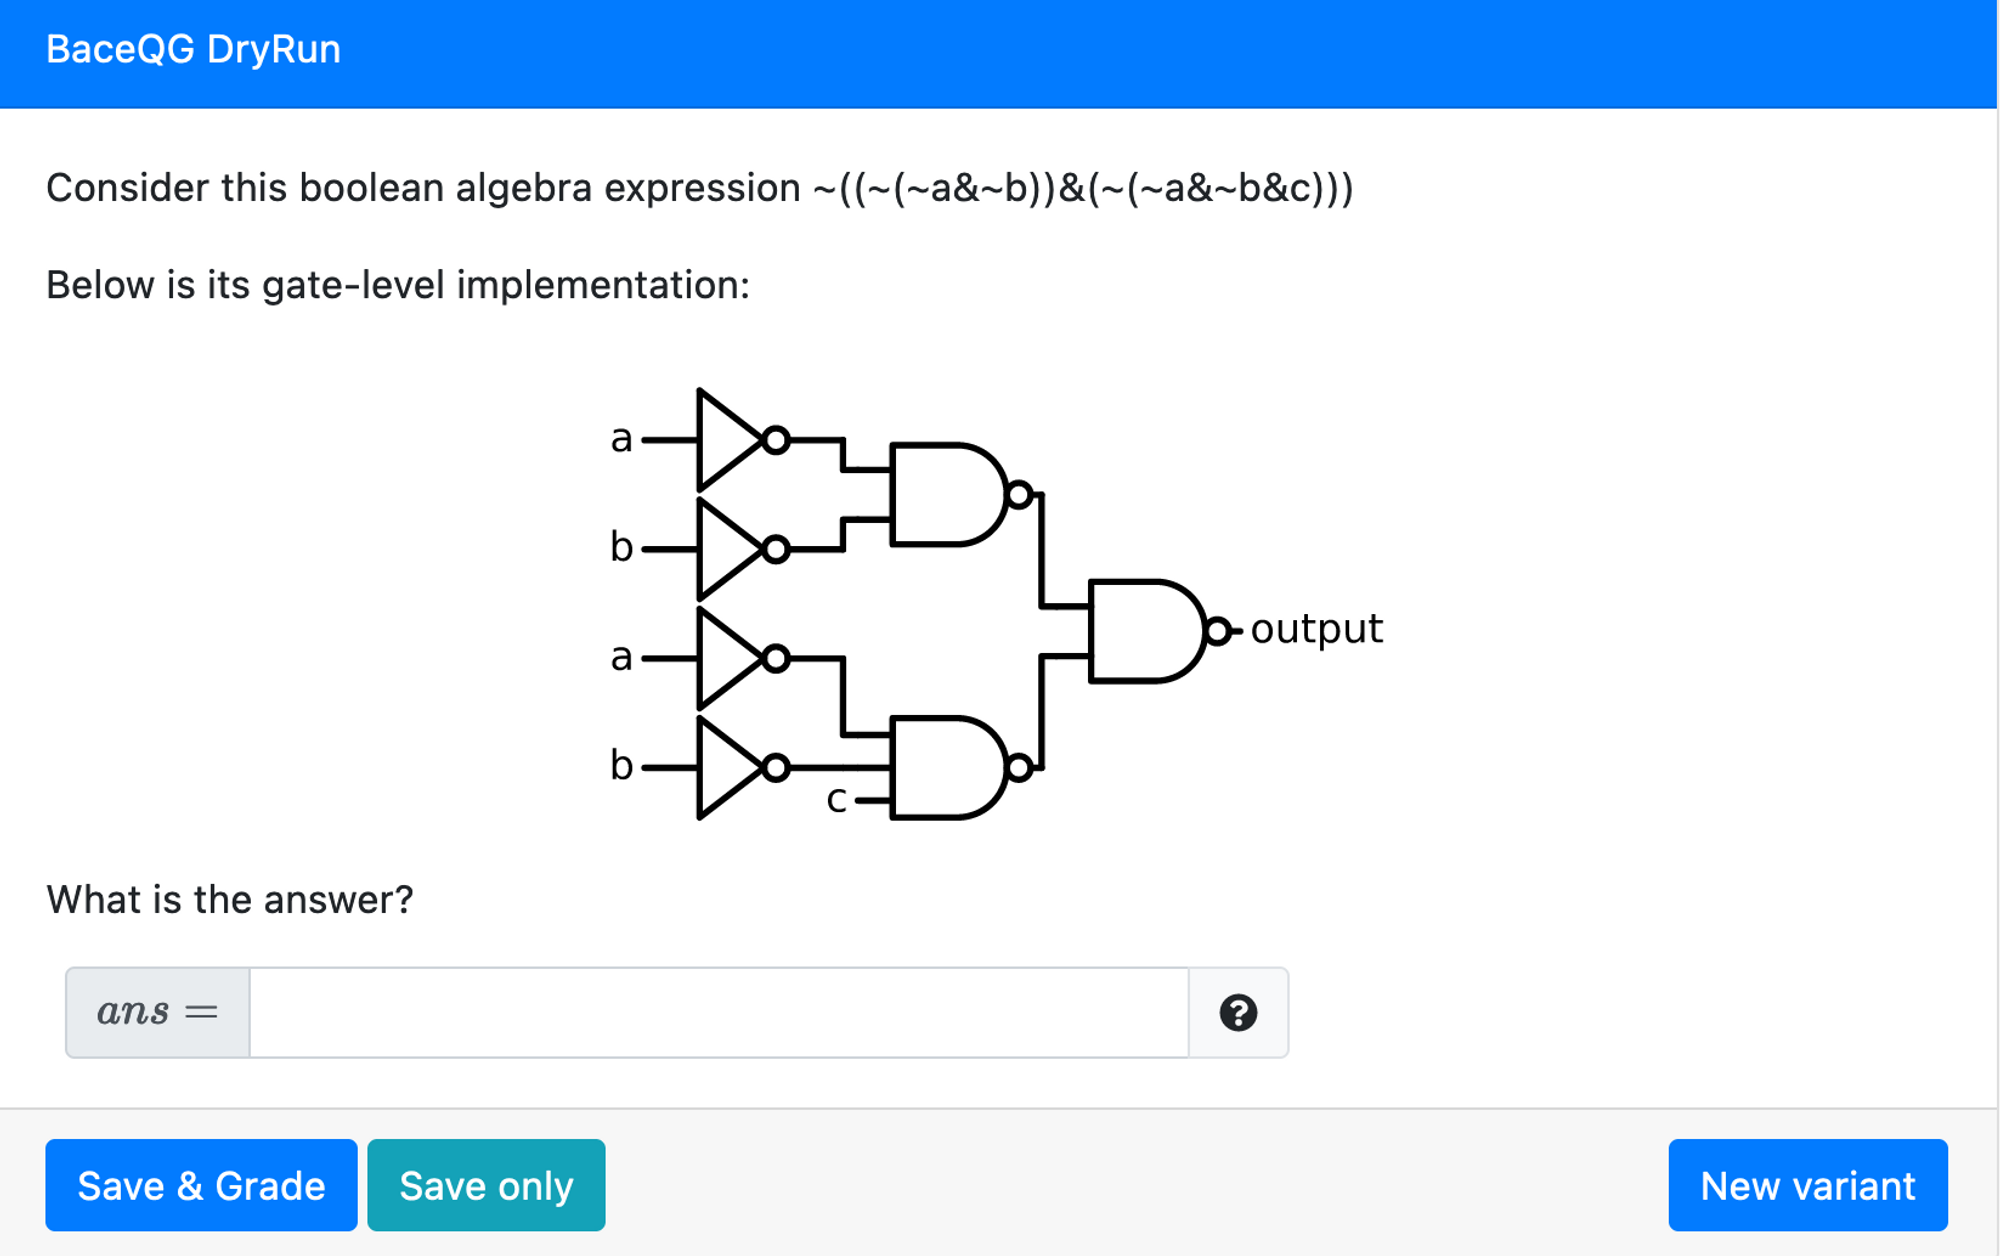 BaceQG DryRun
Consider this boolean algebra expression ~((~(~a&~b))&(~(~a&~b&c)))
Below is its gate-level implementation:
a
b
output
a
b
c
What is the answer?
ans =
?
Save & Grade Save only New variant